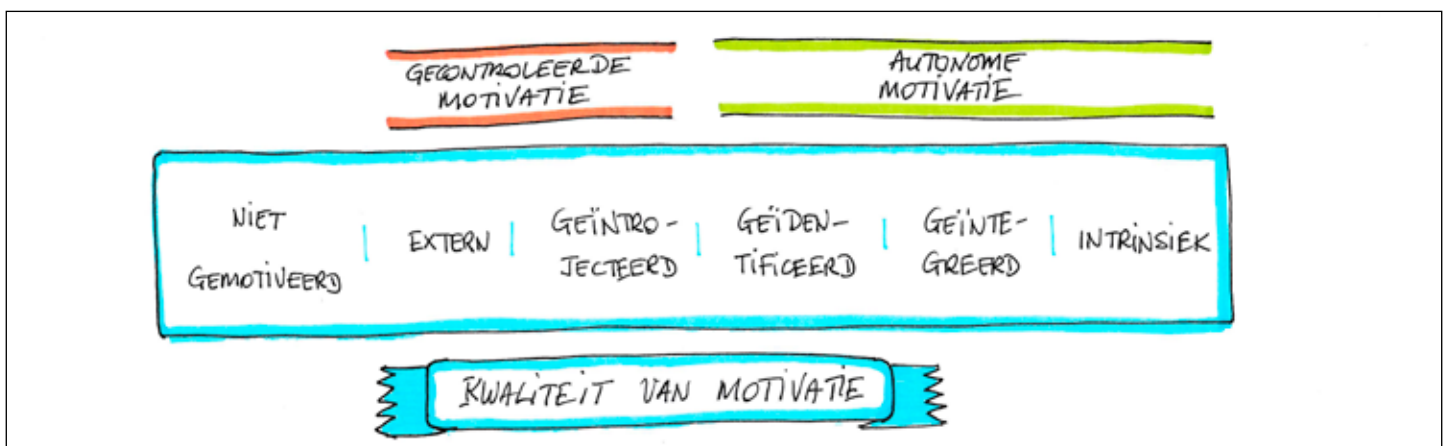 GECONTROLEERDE
MOTIVATIE
AUTONOME
MOTIVATIE
NIET
GEMOTIVEERD
EXTERN
GEÏNTRO-
JECTEERD
GEÏDEN-
TIFICEERD
GEÏNTE-
GREERD
INTRINSIEK
KWALITEIT VAN MOTIVATIE